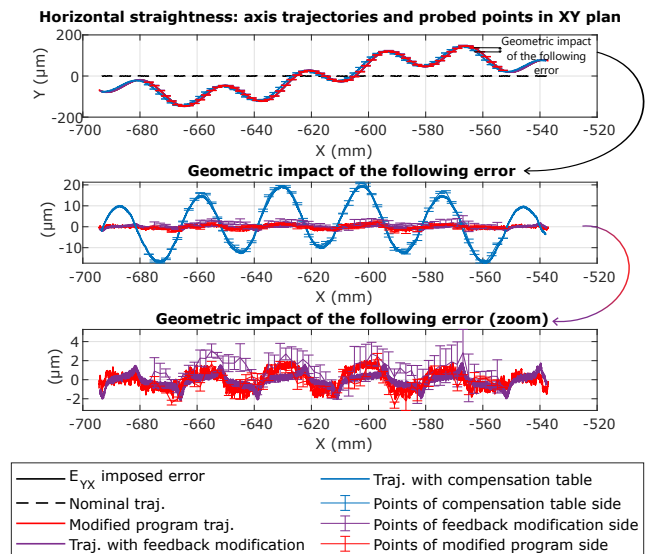 Horizontal straightness: axis trajectories and probed points in XY plan
200
0
-200
Y (µm)
Geometric impact
of the following
error
-700 -680 -660 -640 -620 -600 -580 -560 -540 -520
X (mm)
Geometric impact of the following error
20
10
0
-10
(µm)
-700 -680 -660 -640 -620 -600 -580 -560 -540 -520
X (mm)
Geometric impact of the following error (zoom)
4
2
0
-2
(µm)
-700 -680 -660 -640 -620 -600 -580 -560 -540 -520
X (mm)
E_YX imposed error
Nominal traj.
Modified program traj.
Traj. with feedback modification
Traj. with compensation table
Points of compensation table side
Points of feedback modification side
Points of modified program side